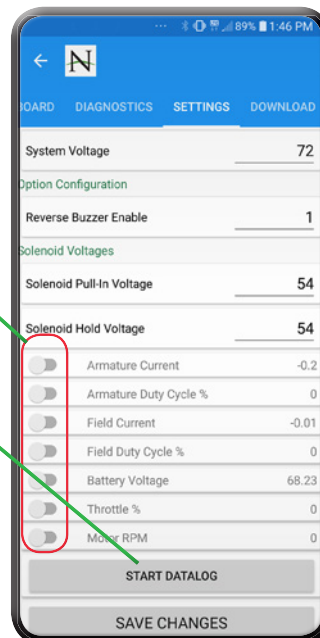 ··· 89% 1:46 PM
N
OARD DIAGNOSTICS SETTINGS DOWNLOAD
System Voltage 72
Option Configuration
Reverse Buzzer Enable 1
Solenoid Voltages
Solenoid Pull-In Voltage 54
Solenoid Hold Voltage 54
Armature Current -0.2
Armature Duty Cycle % 0
Field Current -0.01
Field Duty Cycle % 0
Battery Voltage 68.23
Throttle % 0
Motor RPM 0
START DATALOG
SAVE CHANGES